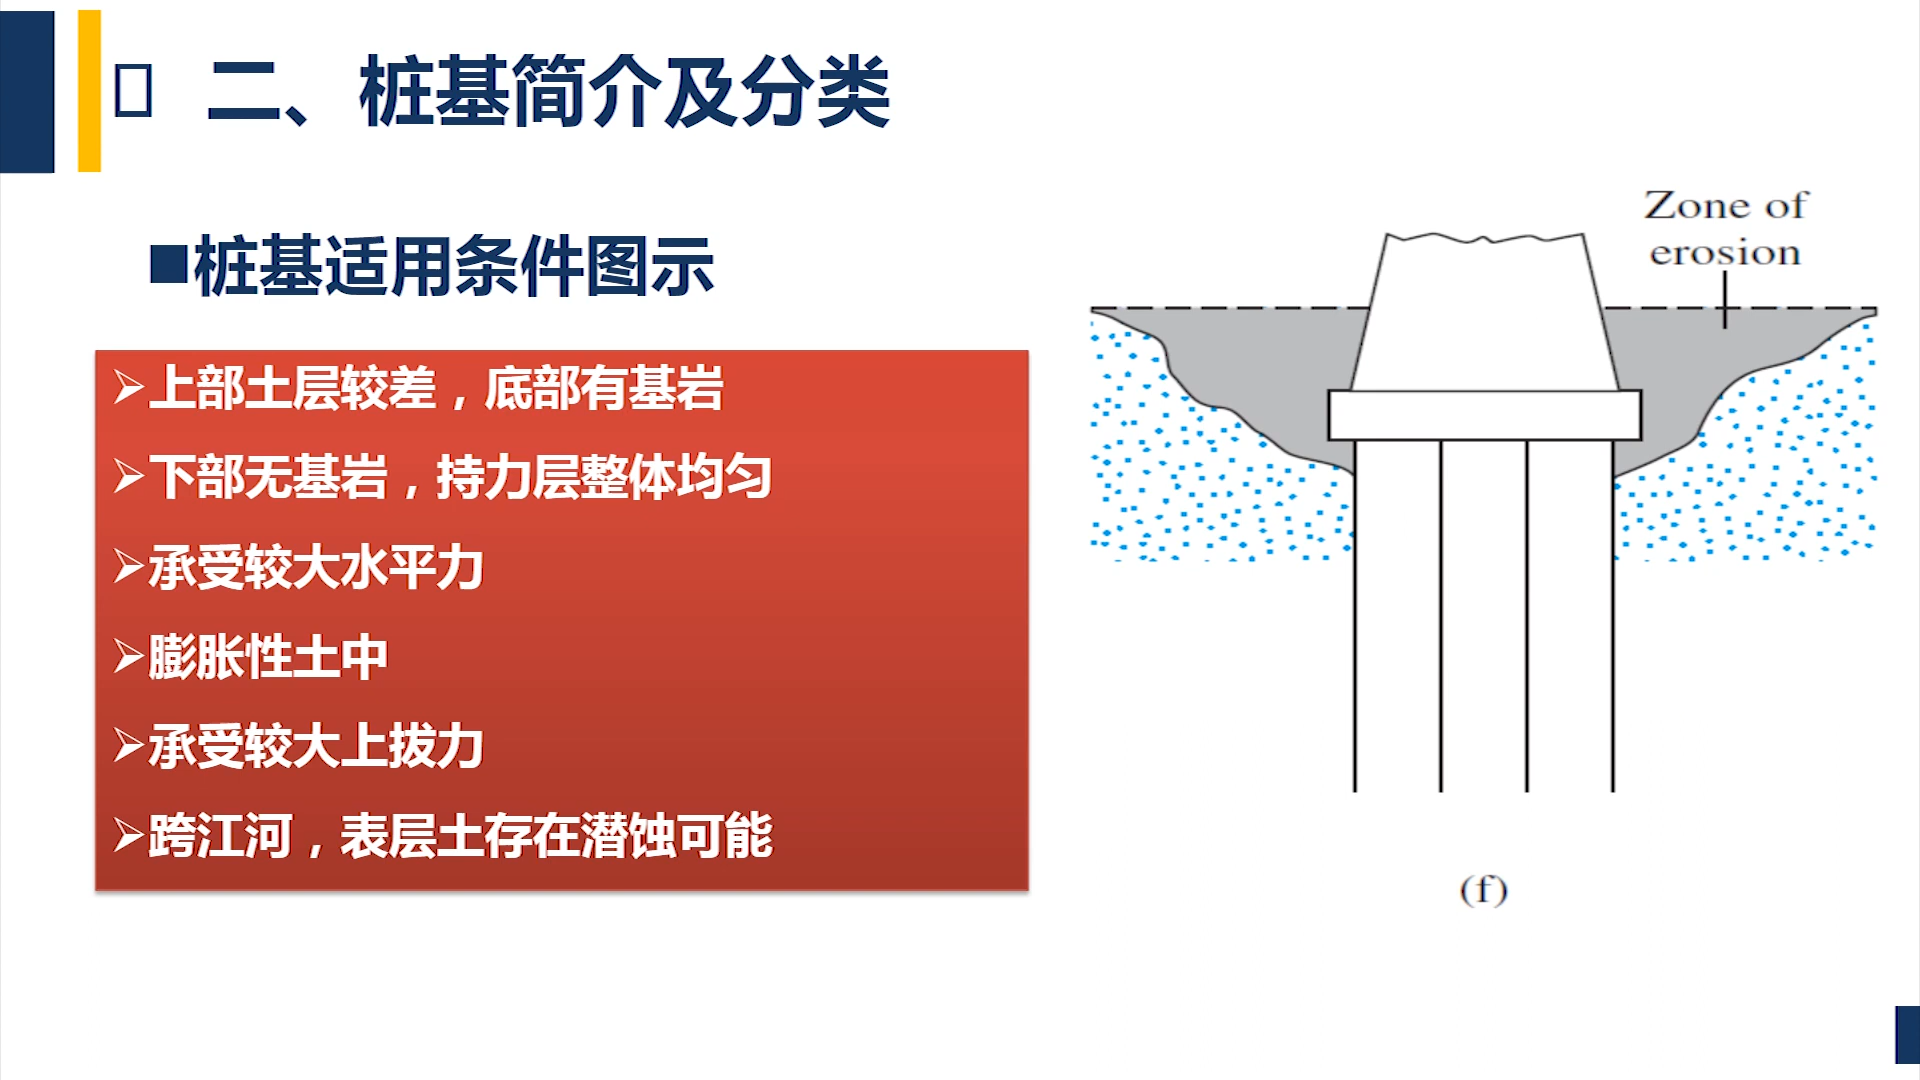 二、桩基简介及分类
■桩基适用条件图示
➢上部土层较差，底部有基岩
➢下部无基岩，持力层整体均匀
➢承受较大水平力
➢膨胀性土中
➢承受较大上拔力
➢跨江河，表层土存在潜蚀可能
Zone of
erosion
(f)